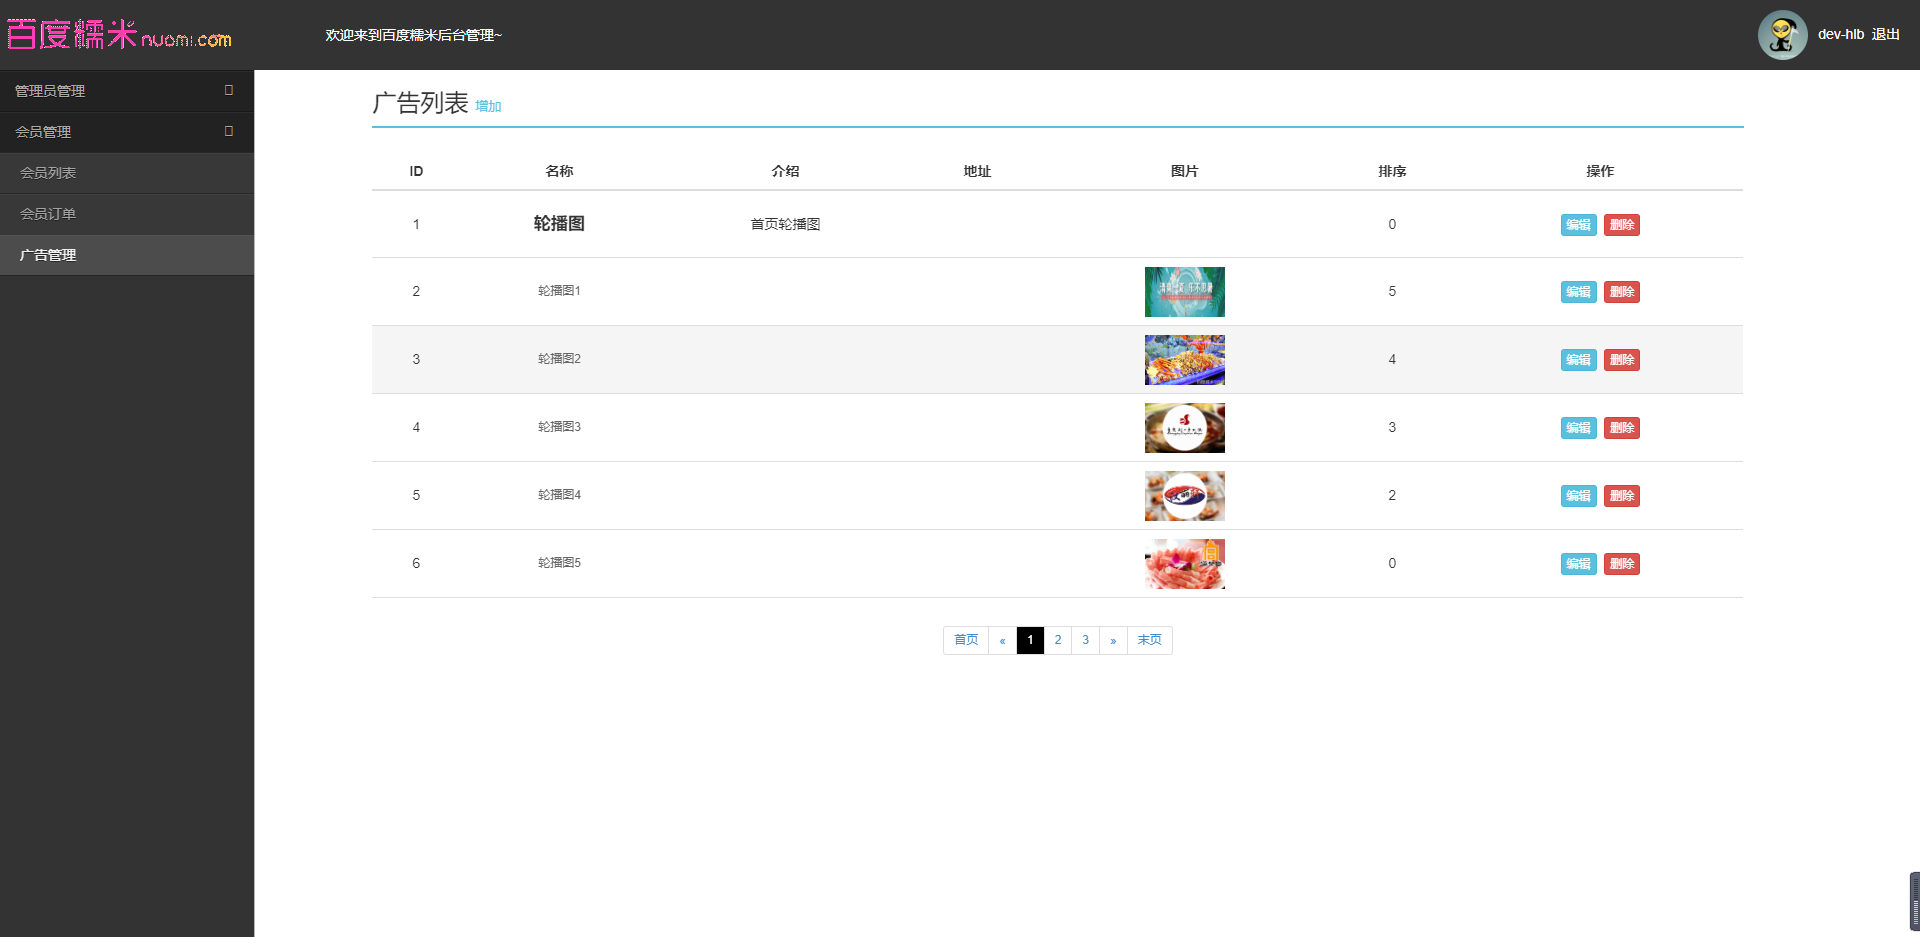 百度糯米nuomi.com
欢迎来到百度糯米后台管理~
dev-hlb 退出
管理员管理
会员管理
会员列表
会员订单
广告管理
广告列表 增加
ID 名称 介绍 地址 图片 排序 操作
1 轮播图 首页轮播图 0 编辑 删除
2 轮播图1 5 编辑 删除
3 轮播图2 4 编辑 删除
4 轮播图3 3 编辑 删除
5 轮播图4 2 编辑 删除
6 轮播图5 0 编辑 删除
首页 « 1 2 3 » 末页